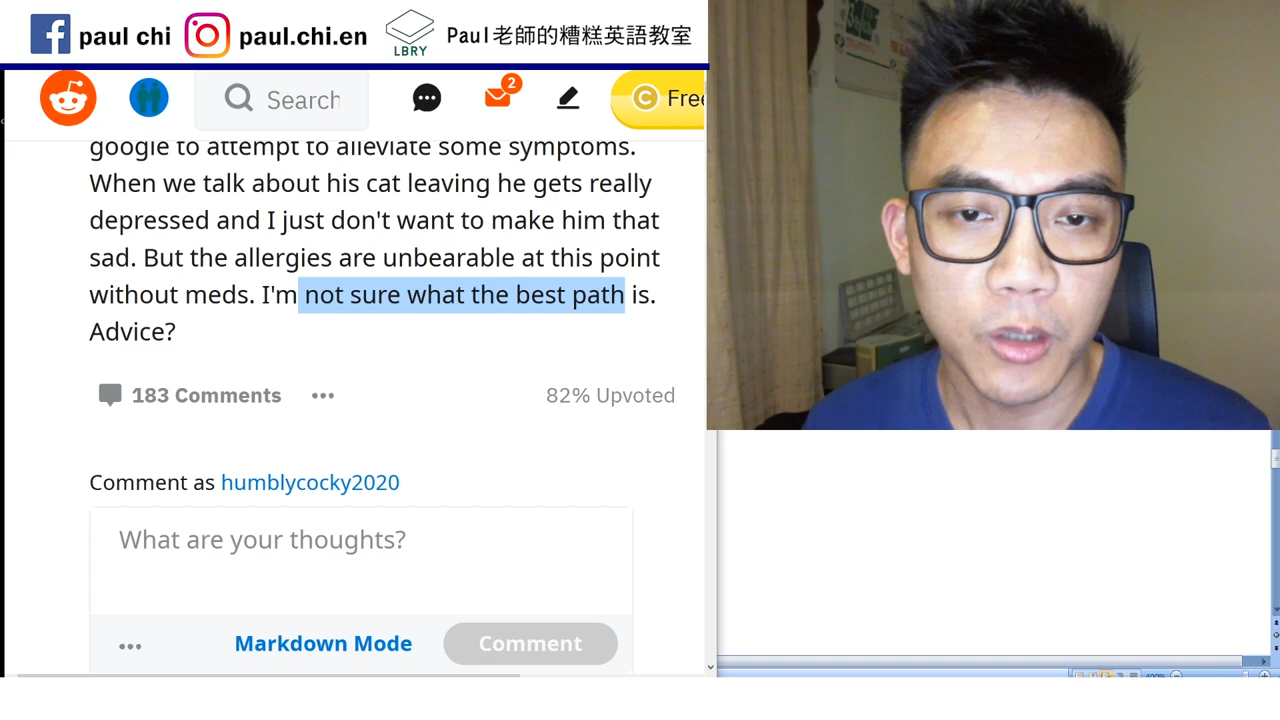 paul chi paul.chi.en LBRY Paul老師的糟糕英語教室
Search 2 Free
google to attempt to alleviate some symptoms.
When we talk about his cat leaving he gets really
depressed and I just don't want to make him that
sad. But the allergies are unbearable at this point
without meds. I'm not sure what the best path is.
Advice?
183 Comments 82% Upvoted
Comment as humblycocky2020
What are your thoughts?
Markdown Mode Comment
400%